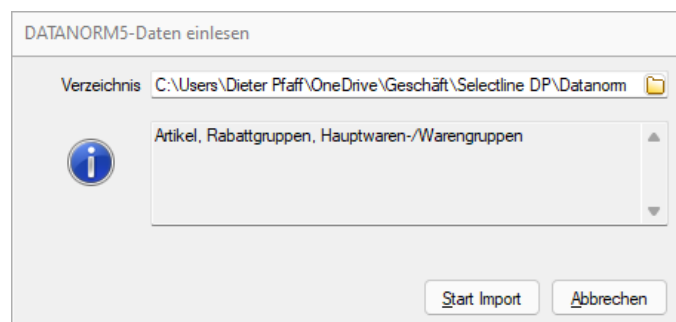 DATANORM5-Daten einlesen
Verzeichnis C:\Users\Dieter Pfaff\OneDrive\Geschäft\Selectline DP\Datanorm
Artikel, Rabattgruppen, Hauptwaren-/Warengruppen
Start Import Abbrechen